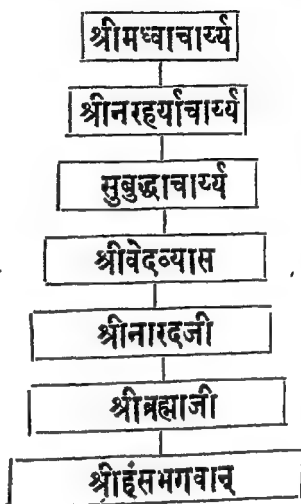 श्रीमध्वाचार्य्य
श्रीनरहर्याचार्य्य
सुबुद्धाचार्य्य
श्रीवेदव्यास
श्रीनारदजी
श्रीब्रह्माजी
श्रीहंसभगवान्